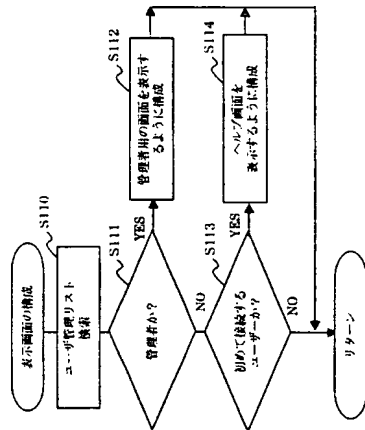 表示画面の構成
S110
ユーザ管理リスト
検索
S111
管理者か?
YES
NO
S112
管理者用の画面を表示す
るように構成
S113
初めて接続する
ユーザーか?
YES
NO
S114
ヘルプ画面を
表示するように構成
リターン